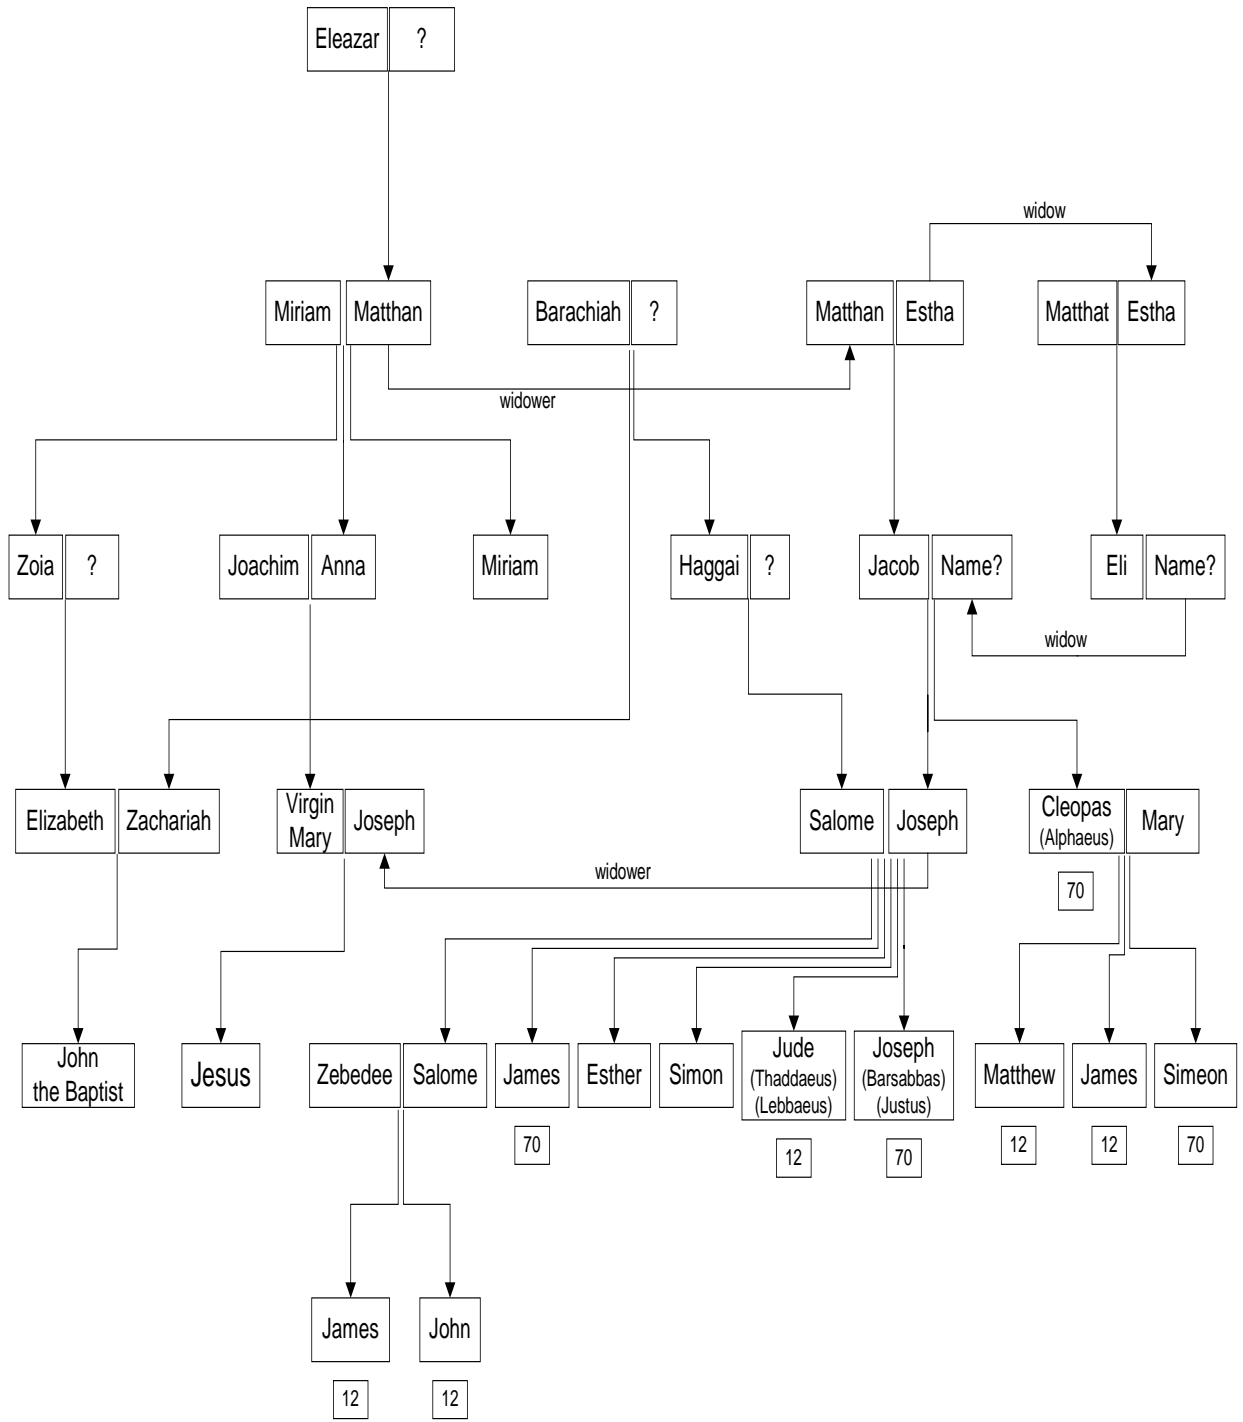 Eleazar ?
widow
Miriam Matthan Barachiah ? Matthan Estha Matthat Estha
widower
Zoia ? Joachim Anna Miriam Haggai ? Jacob Name? Eli Name?
widow
Elizabeth Zachariah Virgin Mary Joseph Salome Joseph Cleopas (Alphaeus) Mary
widower
70
John the Baptist Jesus Zebedee Salome James Esther Simon Jude (Thaddaeus) (Lebbaeus) Joseph (Barsabbas) (Justus) Matthew James Simeon
70 12 70 12 12 70
James John
12 12